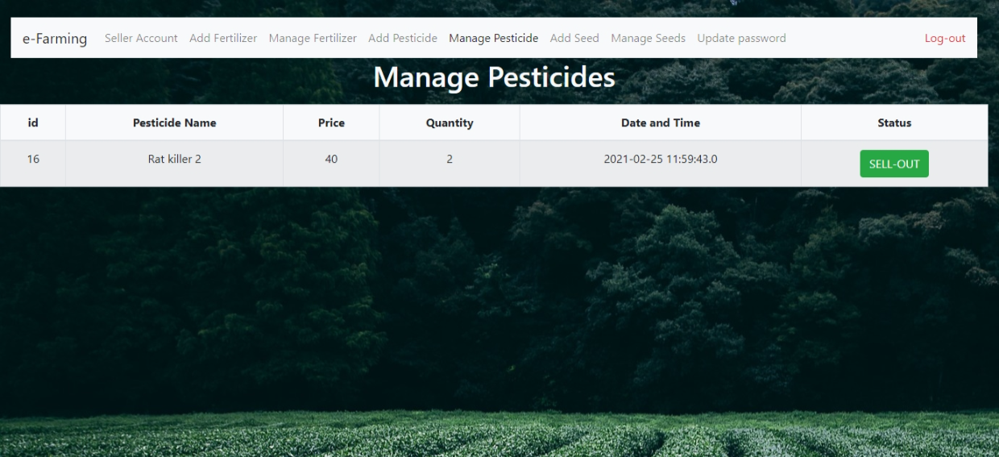 e-Farming Seller Account Add Fertilizer Manage Fertilizer Add Pesticide Manage Pesticide Add Seed Manage Seeds Update password Log-out
Manage Pesticides
id Pesticide Name Price Quantity Date and Time Status
16 Rat killer 2 40 2 2021-02-25 11:59:43.0 SELL-OUT